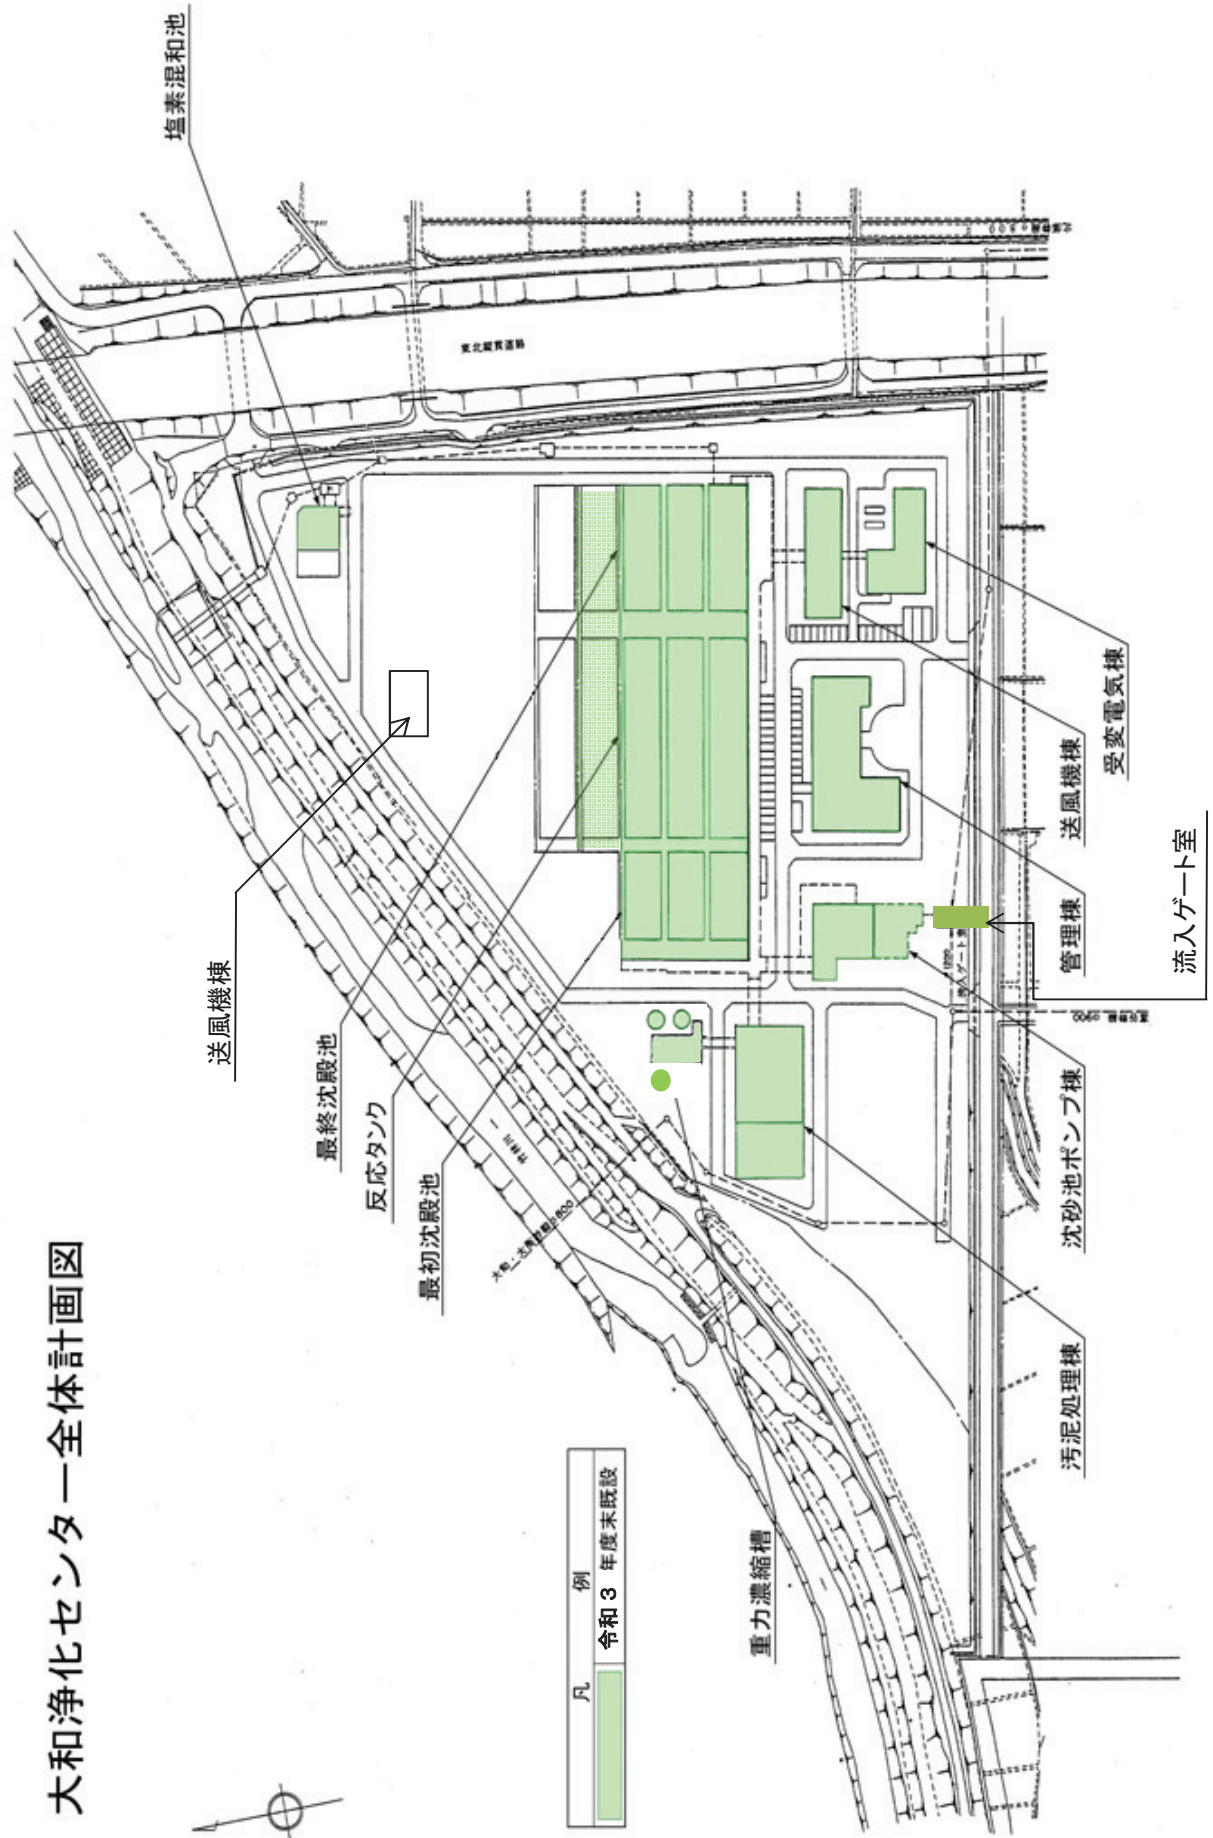 大和浄化センター全体計画図
塩素混和池
東北縦貫道路
送風機棟
最終沈殿池
反応タンク
最初沈殿池
受変電気棟
送風機棟
管理棟
流入ゲート室
沈砂池ポンプ棟
汚泥処理棟
重力濃縮槽
凡 例
令和3 年度末既設